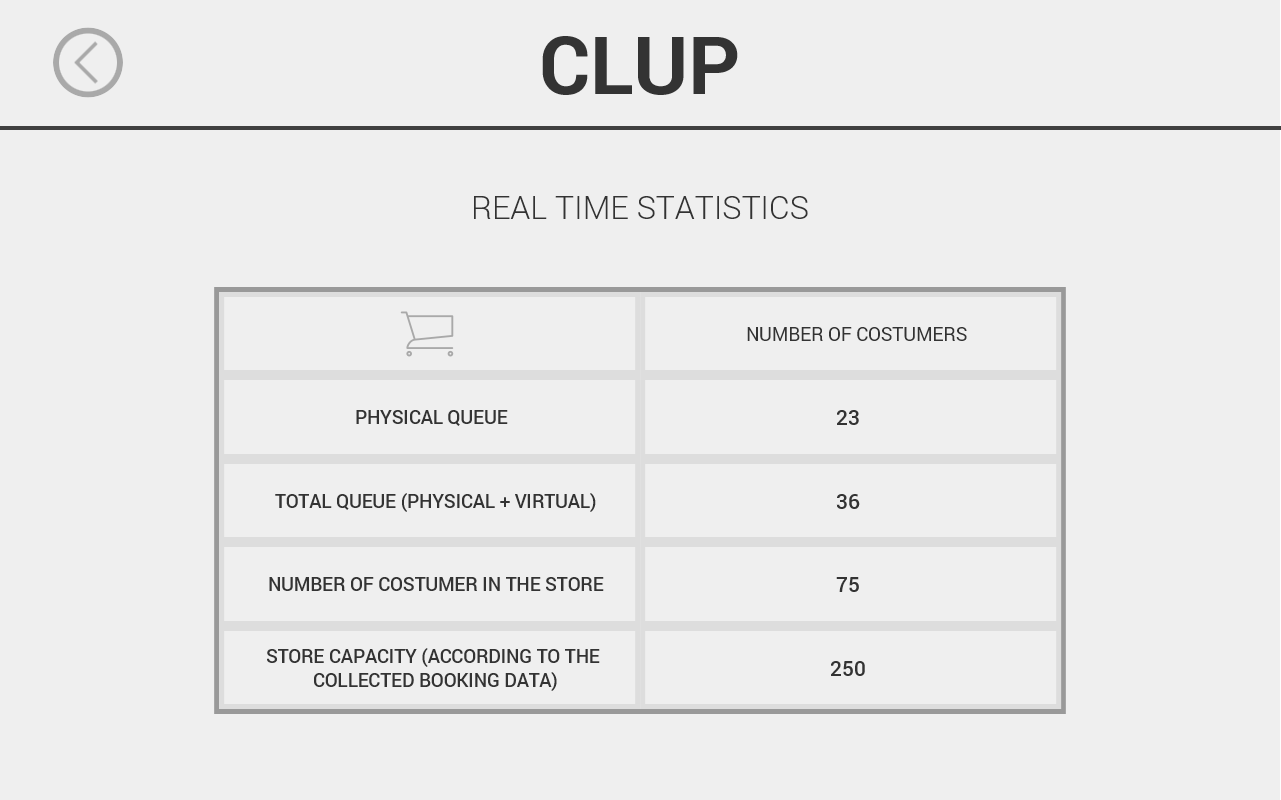 CLUP
REAL TIME STATISTICS
NUMBER OF COSTUMERS
PHYSICAL QUEUE
23
TOTAL QUEUE (PHYSICAL + VIRTUAL)
36
NUMBER OF COSTUMER IN THE STORE
75
STORE CAPACITY (ACCORDING TO THE
COLLECTED BOOKING DATA)
250